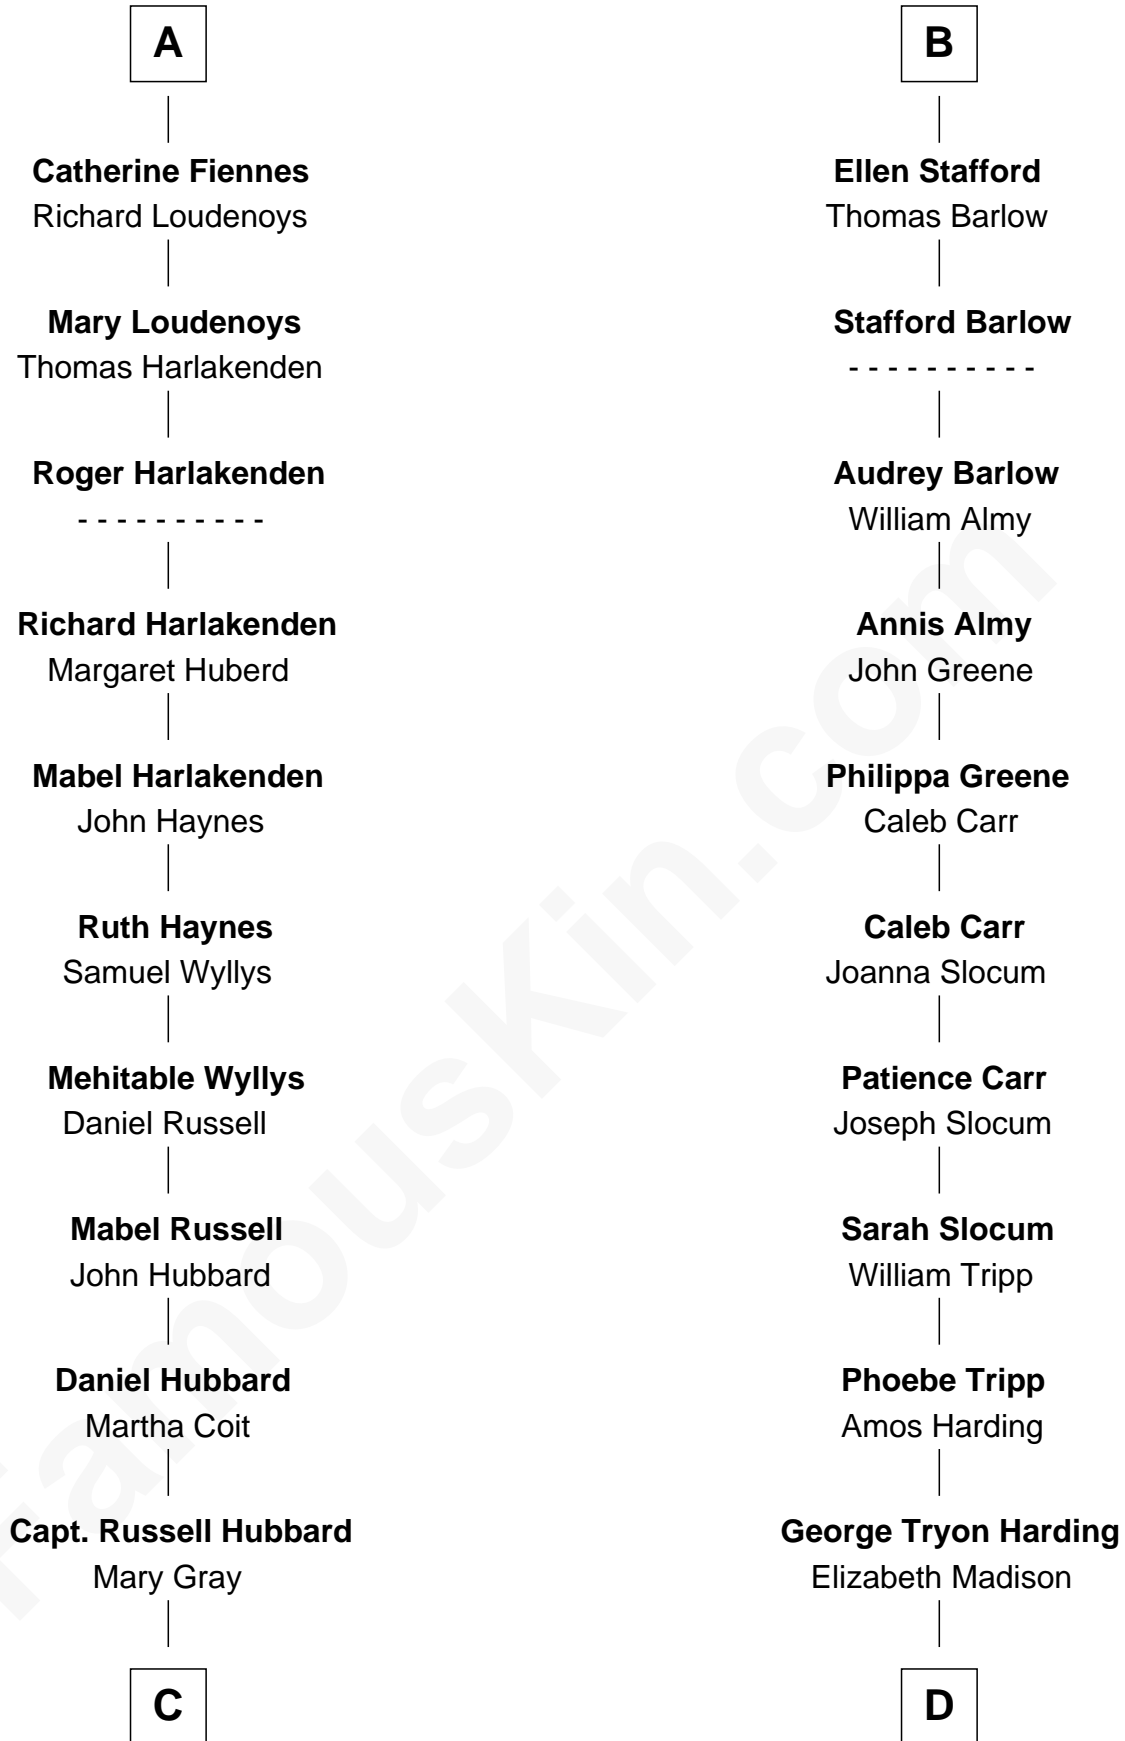 A
Catherine Fiennes
Richard Loudenoys
Mary Loudenoys
Thomas Harlakenden
Roger Harlakenden
- - - - - - - - - -
Richard Harlakenden
Margaret Huberd
Mabel Harlakenden
John Haynes
Ruth Haynes
Samuel Wyllys
Mehitable Wyllys
Daniel Russell
Mabel Russell
John Hubbard
Daniel Hubbard
Martha Coit
Capt. Russell Hubbard
Mary Gray
C
B
Ellen Stafford
Thomas Barlow
Stafford Barlow
- - - - - - - - - -
Audrey Barlow
William Almy
Annis Almy
John Greene
Philippa Greene
Caleb Carr
Caleb Carr
Joanna Slocum
Patience Carr
Joseph Slocum
Sarah Slocum
William Tripp
Phoebe Tripp
Amos Harding
George Tryon Harding
Elizabeth Madison
D
FamousKin.com